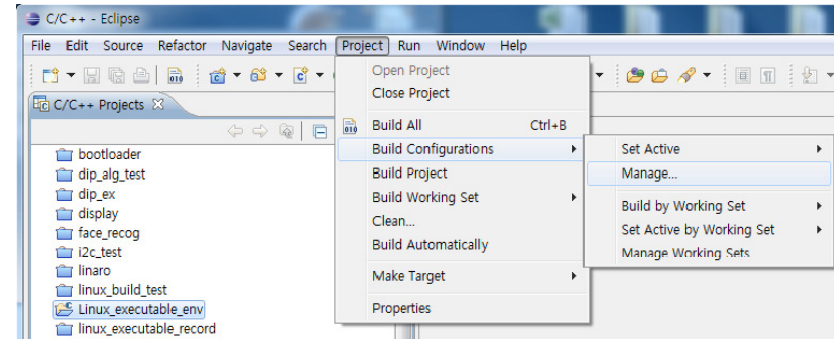 C/C++ - Eclipse
File Edit Source Refactor Navigate Search Project Run Window Help
Open Project
Close Project
C/C++ Projects
Build All Ctrl+B
Build Configurations
Build Project
Build Working Set
Clean...
Build Automatically
Make Target
Properties
Set Active
Manage...
Build by Working Set
Set Active by Working Set
Manage Working Sets
bootloader
dip_alg_test
dip_ex
display
face_recog
i2c_test
linaro
linux_build_test
Linux_executable_env
linux_executable_record